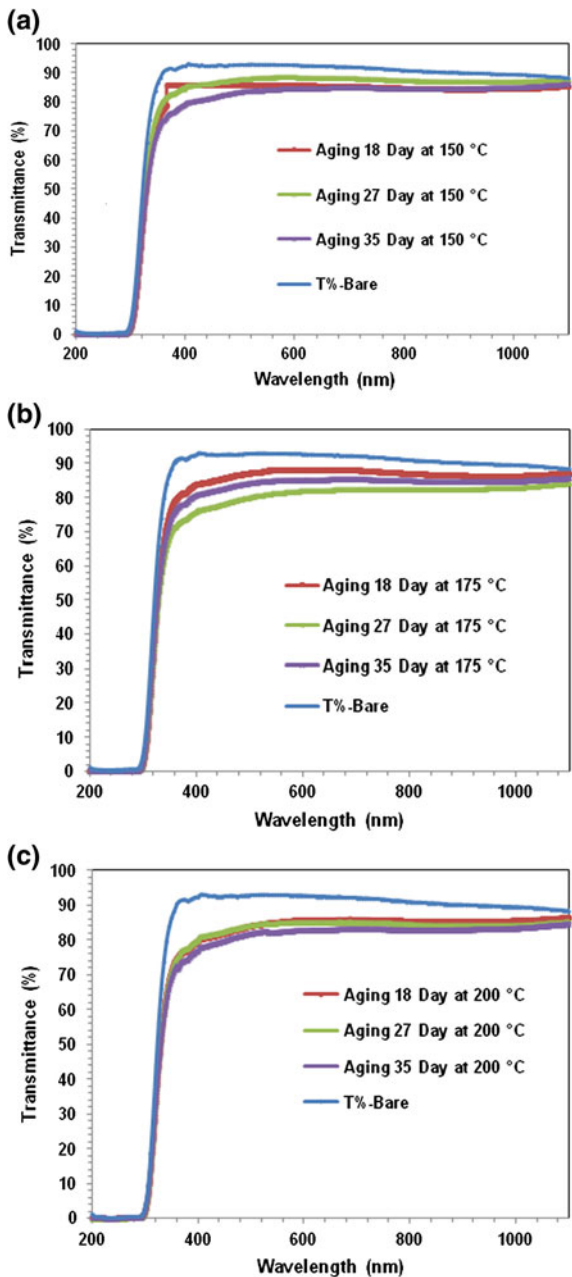 (a)
100
90
80
70
60
50
40
30
20
10
0
Transmittance (%)
Aging 18 Day at 150 °C
Aging 27 Day at 150 °C
Aging 35 Day at 150 °C
T%-Bare
200 400 600 800 1000
Wavelength (nm)
(b)
100
90
80
70
60
50
40
30
20
10
0
Transmittance (%)
Aging 18 Day at 175 °C
Aging 27 Day at 175 °C
Aging 35 Day at 175 °C
T%-Bare
200 400 600 800 1000
Wavelength (nm)
(c)
100
90
80
70
60
50
40
30
20
10
0
Transmittance (%)
Aging 18 Day at 200 °C
Aging 27 Day at 200 °C
Aging 35 Day at 200 °C
T%-Bare
200 400 600 800 1000
Wavelength (nm)